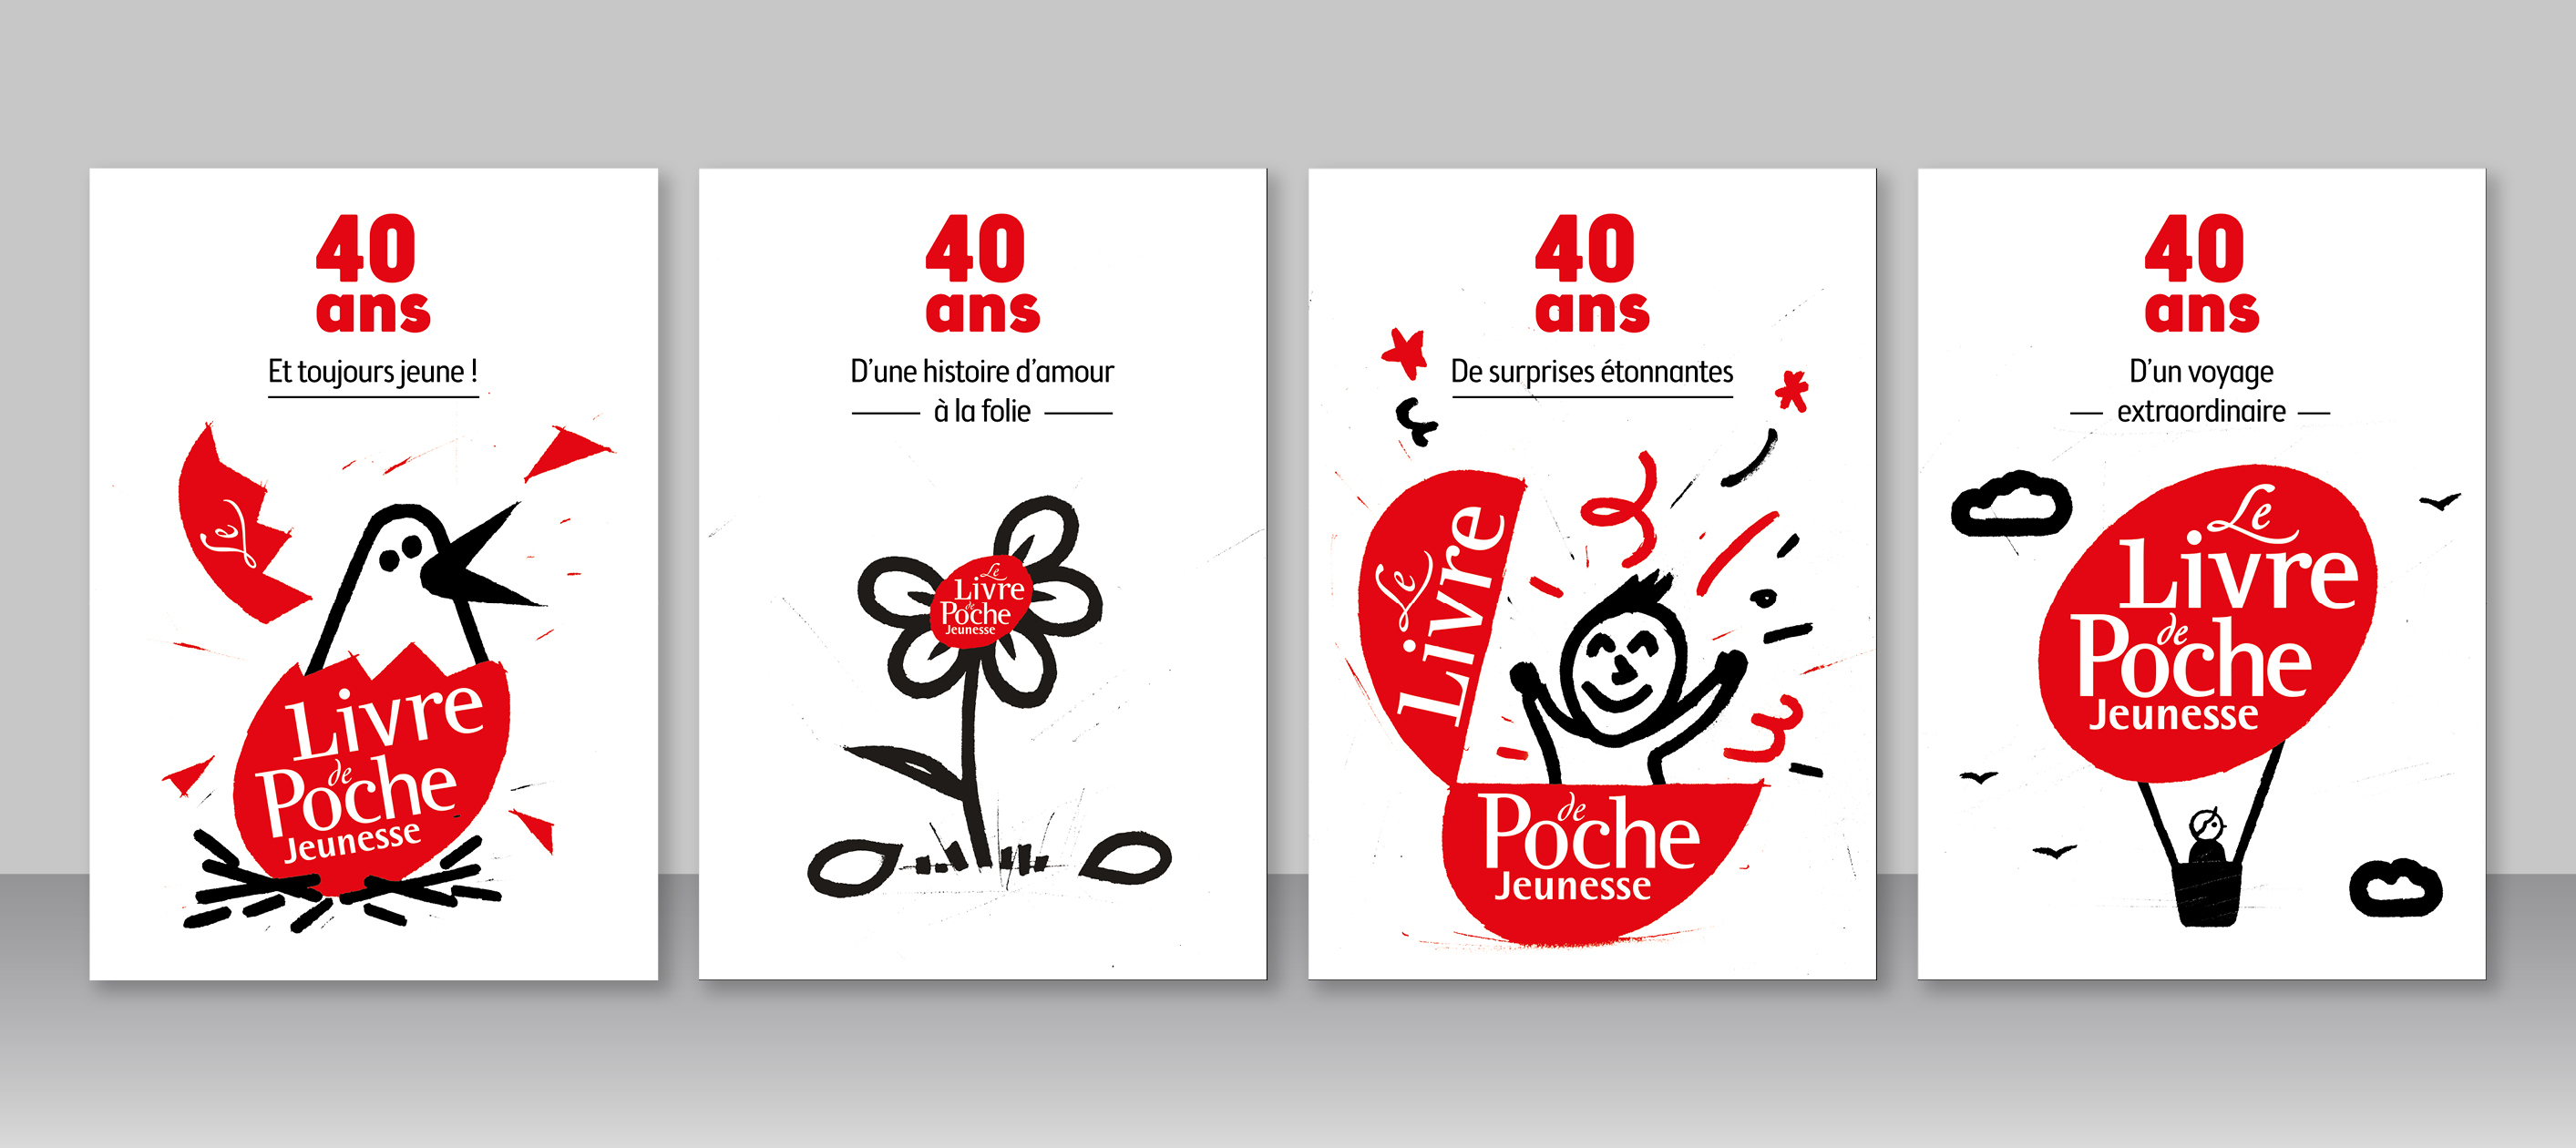 40
ans
Et toujours jeune !
Le
Livre
de
Poche
Jeunesse
40
ans
D'une histoire d'amour
à la folie
Le
Livre
de
Poche
Jeunesse
40
ans
De surprises étonnantes
Le
Livre
de
Poche
Jeunesse
40
ans
D'un voyage
extraordinaire
Le
Livre
de
Poche
Jeunesse